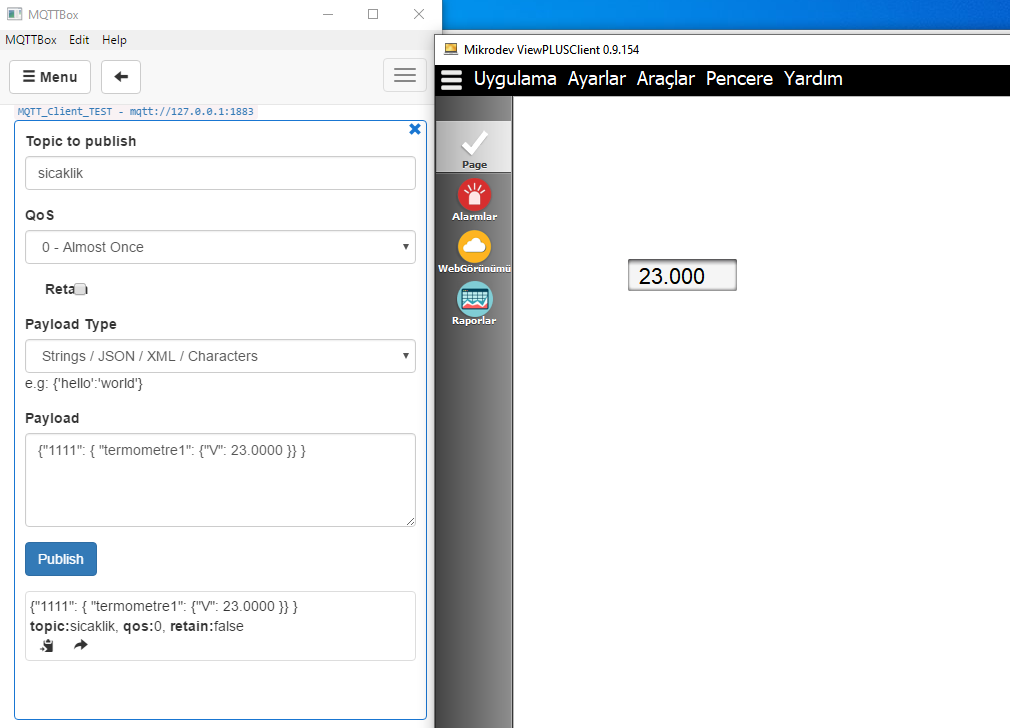 MQTTBox
MQTTBox Edit Help
Menu
MQTT_Client_TEST - mqtt://127.0.0.1:1883
Topic to publish
sicaklik
QoS
0 - Almost Once
Retain
Payload Type
Strings / JSON / XML / Characters
e.g: {'hello':'world'}
Payload
{"1111": { "termometre1": {"V": 23.0000 }} }
Publish
{"1111": { "termometre1": {"V": 23.0000 }} }
topic:sicaklik, qos:0, retain:false
Mikrodev ViewPLUSClient 0.9.154
Uygulama Ayarlar Araçlar Pencere Yardım
Page
Alarmlar
WebGörünümü
Raporlar
23.000